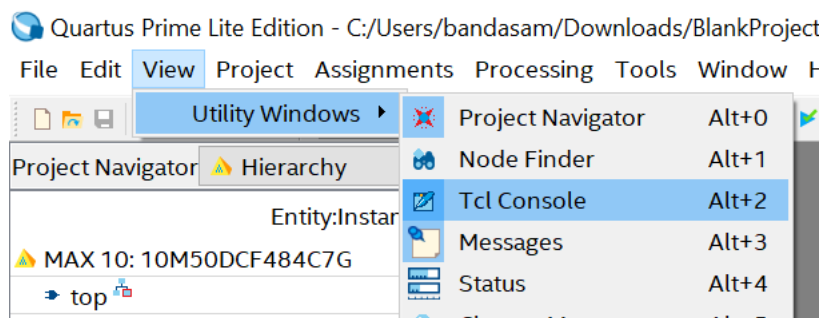 Quartus Prime Lite Edition - C:/Users/bandasam/Downloads/BlankProject
File Edit View Project Assignments Processing Tools Window
Utility Windows
Project Navigator Alt+0
Node Finder Alt+1
Tcl Console Alt+2
Messages Alt+3
Status Alt+4
Project Navigator Hierarchy
Entity:Instan
MAX 10: 10M50DCF484C7G
top